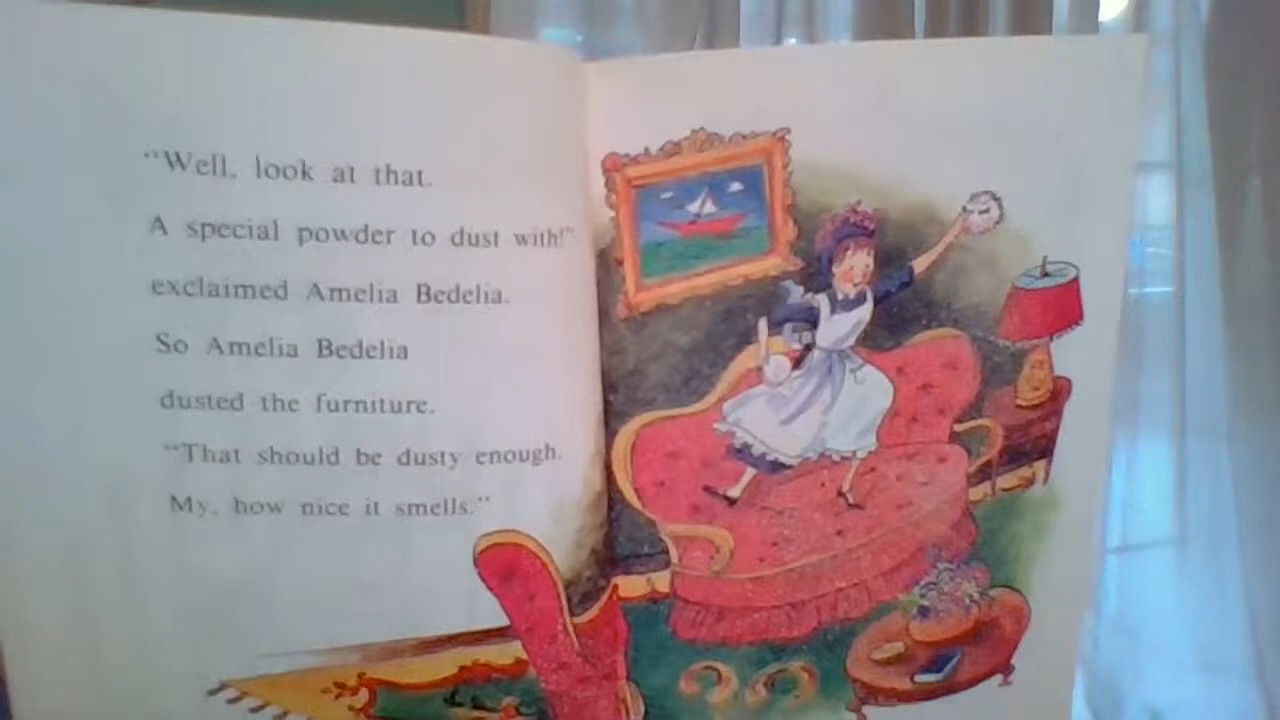 “Well, look at that.
A special powder to dust with!”
exclaimed Amelia Bedelia.
So Amelia Bedelia
dusted the furniture.
“That should be dusty enough.
My, how nice it smells.”